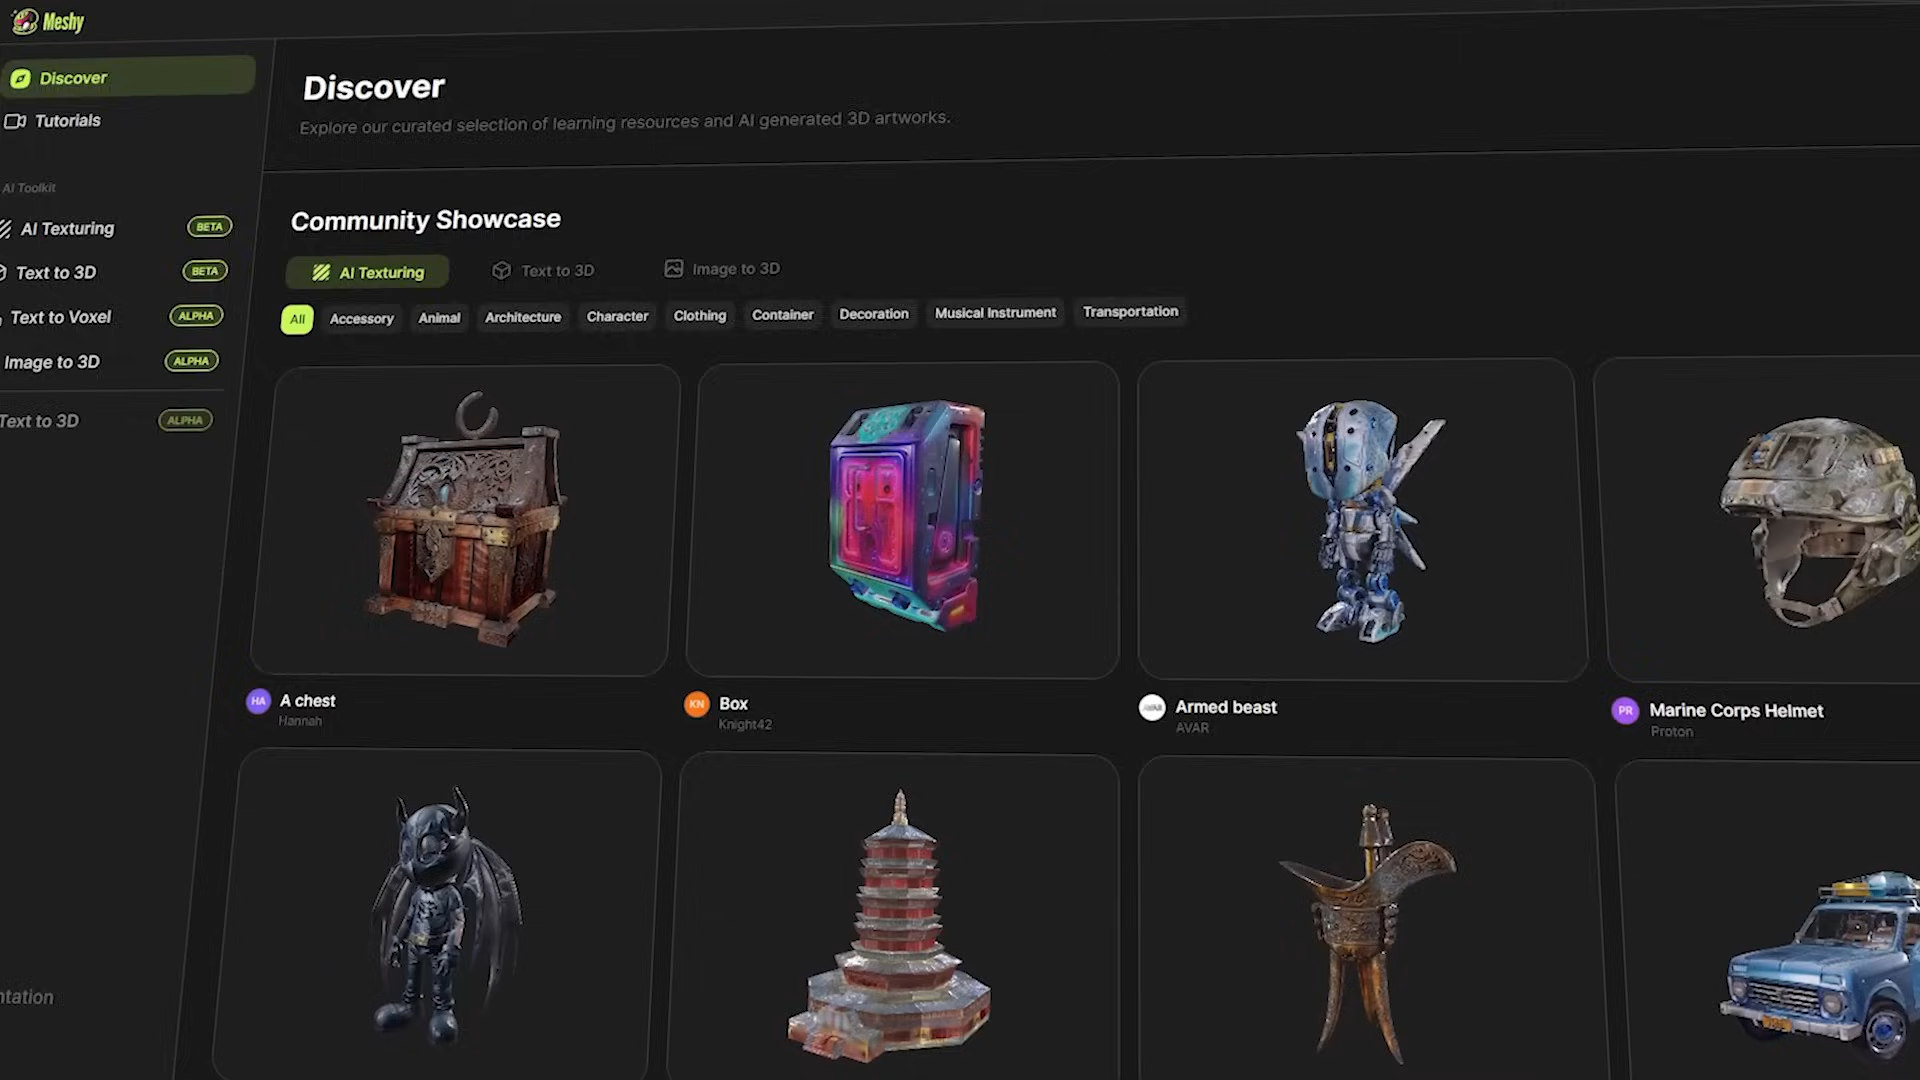 Meshy
Discover
Tutorials
AI Toolkit
AI Texturing BETA
Text to 3D BETA
Text to Voxel ALPHA
Image to 3D ALPHA
Text to 3D ALPHA
ntation
Discover
Explore our curated selection of learning resources and AI generated 3D artworks.
Community Showcase
AI Texturing Text to 3D Image to 3D
All Accessory Animal Architecture Character Clothing Container Decoration Musical Instrument Transportation
HA A chest
Hannah
KN Box
Knight42
AVAR Armed beast
AVAR
PR Marine Corps Helmet
Proton